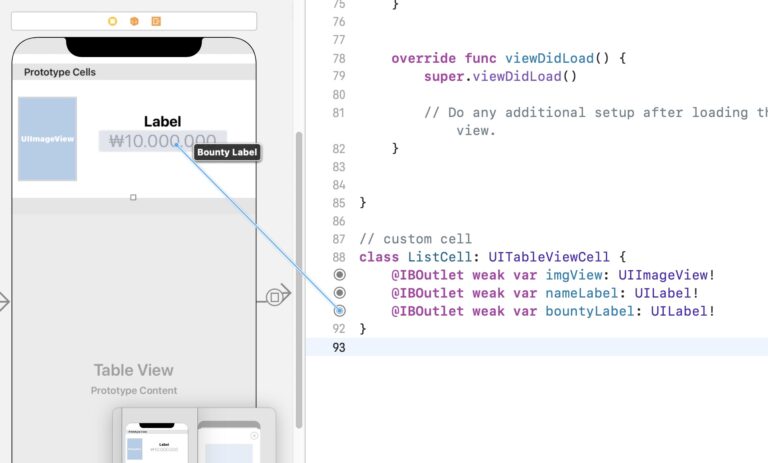 Prototype Cells
UIImageView
Label
₩10.000.000
Bounty Label
Table View
Prototype Content
Label
₩10.000.000
75 }
76
77
78 override func viewDidLoad() {
79 super.viewDidLoad()
80
81 // Do any additional setup after loading th
view.
82 }
83
84
85 }
86
87 // custom cell
88 class ListCell: UITableViewCell {
@IBOutlet weak var imgView: UIImageView!
@IBOutlet weak var nameLabel: UILabel!
@IBOutlet weak var bountyLabel: UILabel!
92 }
93